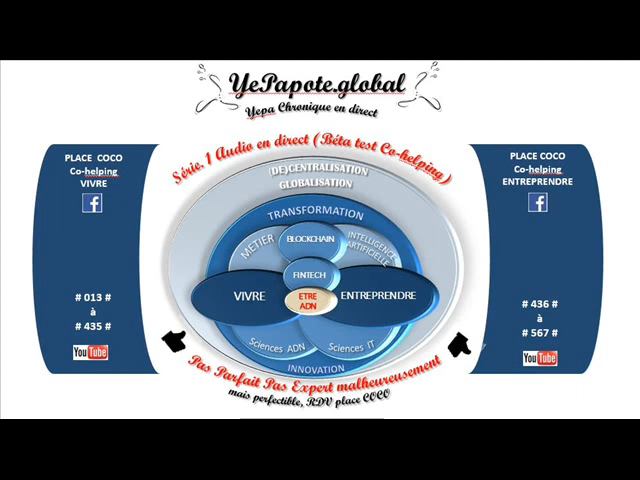 YePapote.global
Yepa Chronique en direct
Série, 1 Audio en direct (Béta test Co-helping)
PLACE COCO
Co-helping
VIVRE
# 013 #
à
# 435 #
YouTube
(DE)CENTRALISATION
GLOBALISATION
TRANSFORMATION
METIER
BLOCKCHAIN
INTELLIGENCE
ARTIFICIELLE
FINTECH
VIVRE
ETRE
ADN
ENTREPRENDRE
Sciences ADN
Sciences IT
INNOVATION
PLACE COCO
Co-helping
ENTREPRENDRE
# 436 #
à
# 567 #
YouTube
Pas Parfait Pas Expert malheureusement
mais perfectible, RDV place COCO